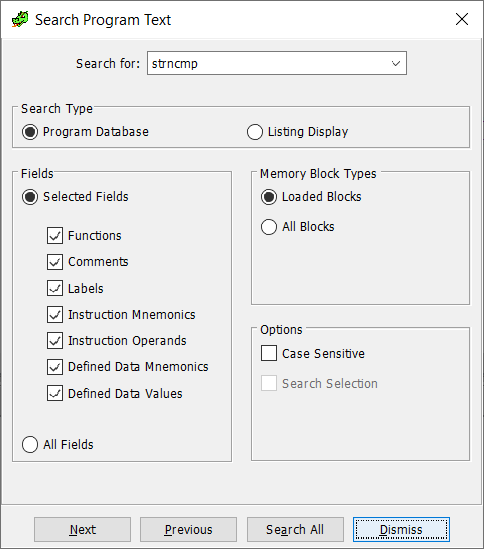 Search Program Text
Search for: strncmp
Search Type
Program Database
Listing Display
Fields
Selected Fields
Functions
Comments
Labels
Instruction Mnemonics
Instruction Operands
Defined Data Mnemonics
Defined Data Values
All Fields
Memory Block Types
Loaded Blocks
All Blocks
Options
Case Sensitive
Search Selection
Next
Previous
Search All
Dismiss